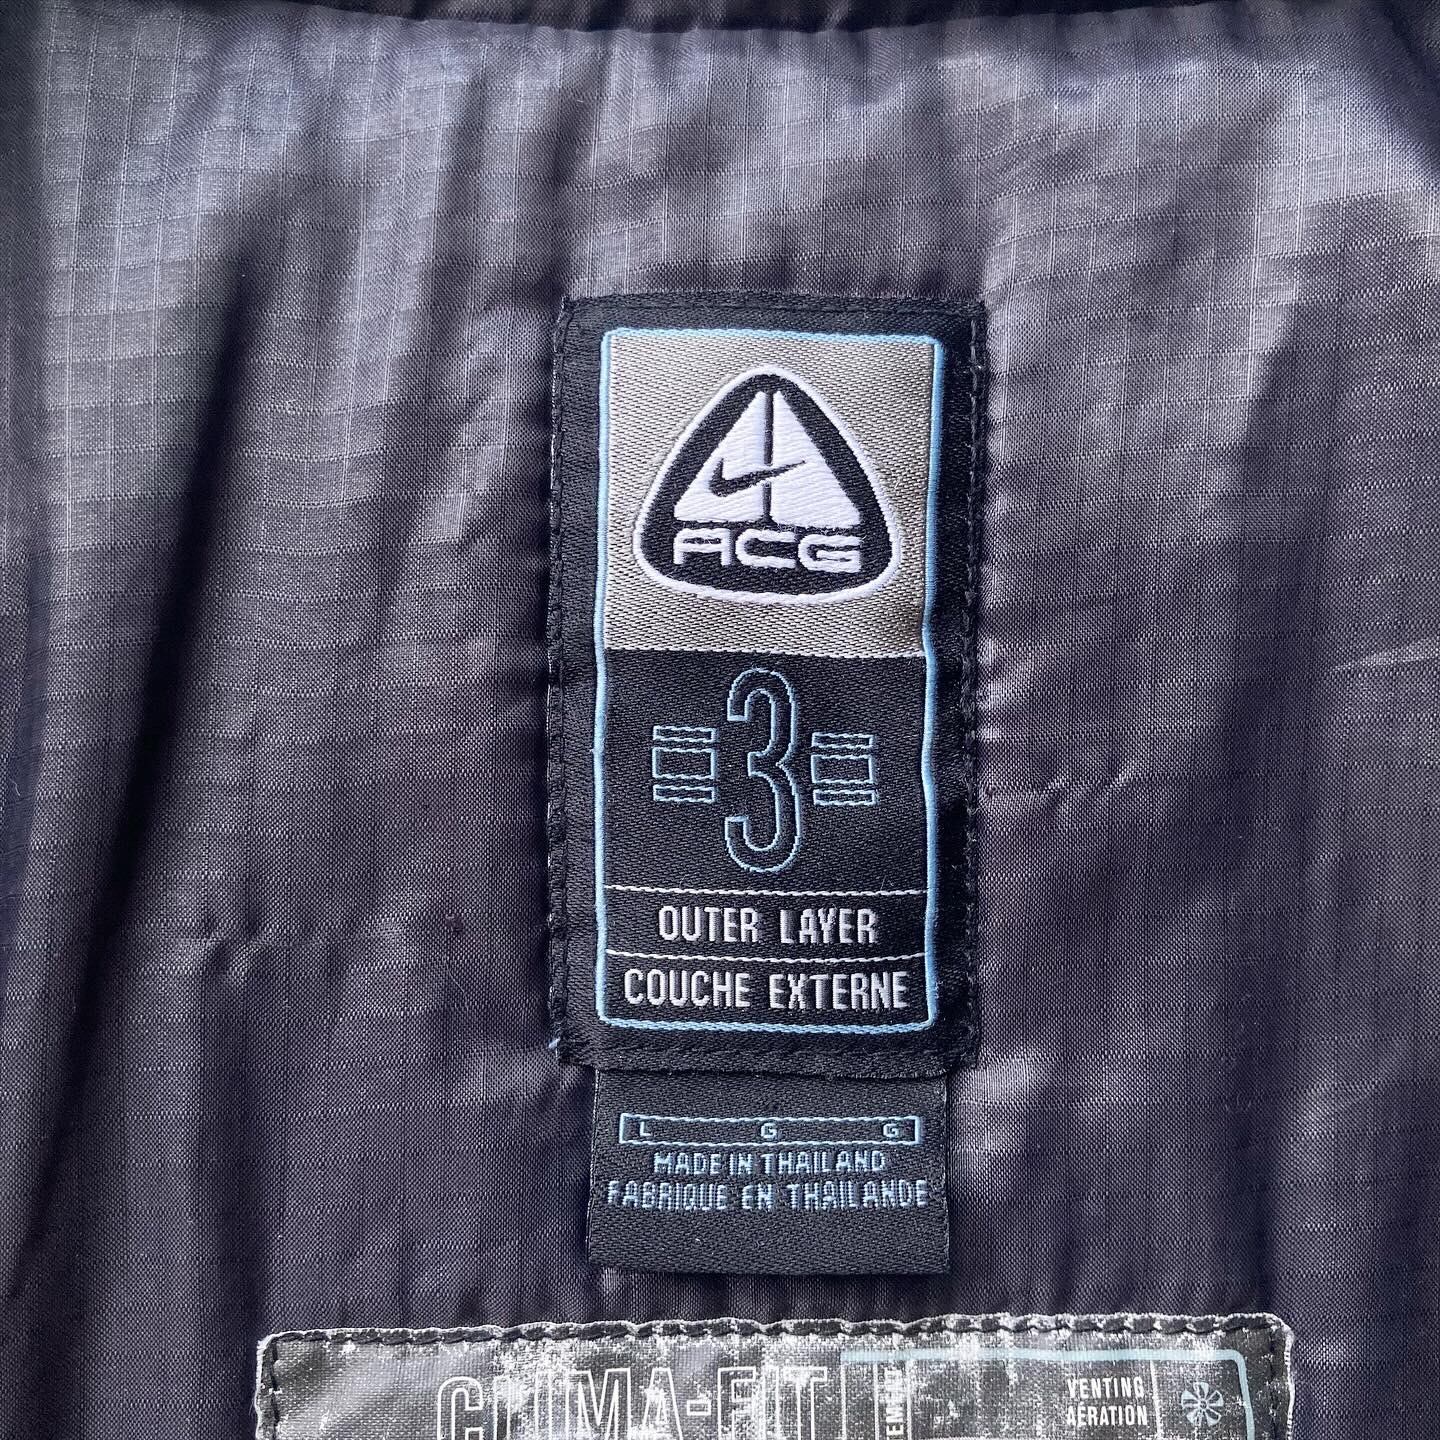 ACG
3
OUTER LAYER
COUCHE EXTERNE
L G G
MADE IN THAILAND
FABRIQUE EN THAILANDE
CLIMA-FIT
VENTING
AÉRATION